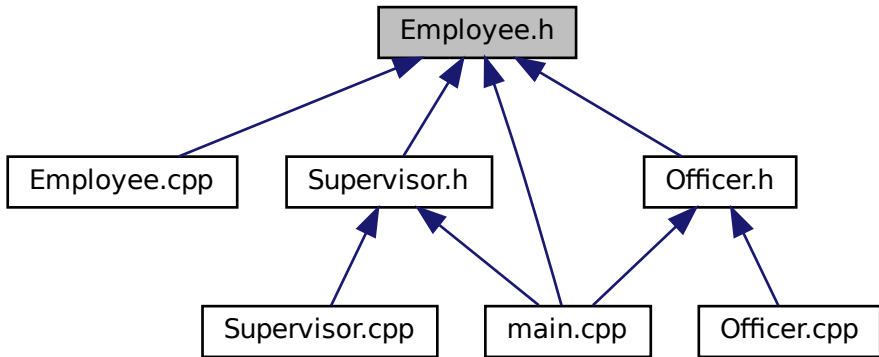 Employee.h
Employee.cpp
Supervisor.h
Officer.h
Supervisor.cpp
main.cpp
Officer.cpp